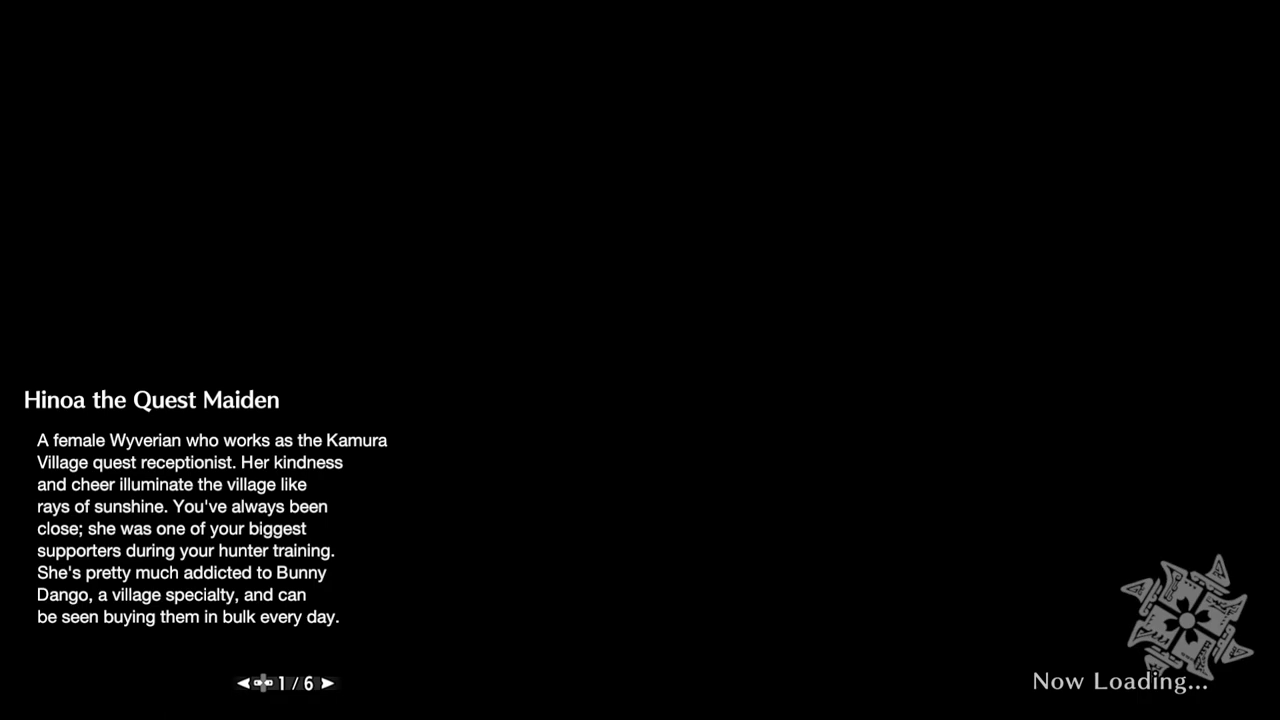 Hinoa the Quest Maiden
A female Wyverian who works as the Kamura
Village quest receptionist. Her kindness
and cheer illuminate the village like
rays of sunshine. You've always been
close; she was one of your biggest
supporters during your hunter training.
She's pretty much addicted to Bunny
Dango, a village specialty, and can
be seen buying them in bulk every day.
1 / 6
Now Loading...